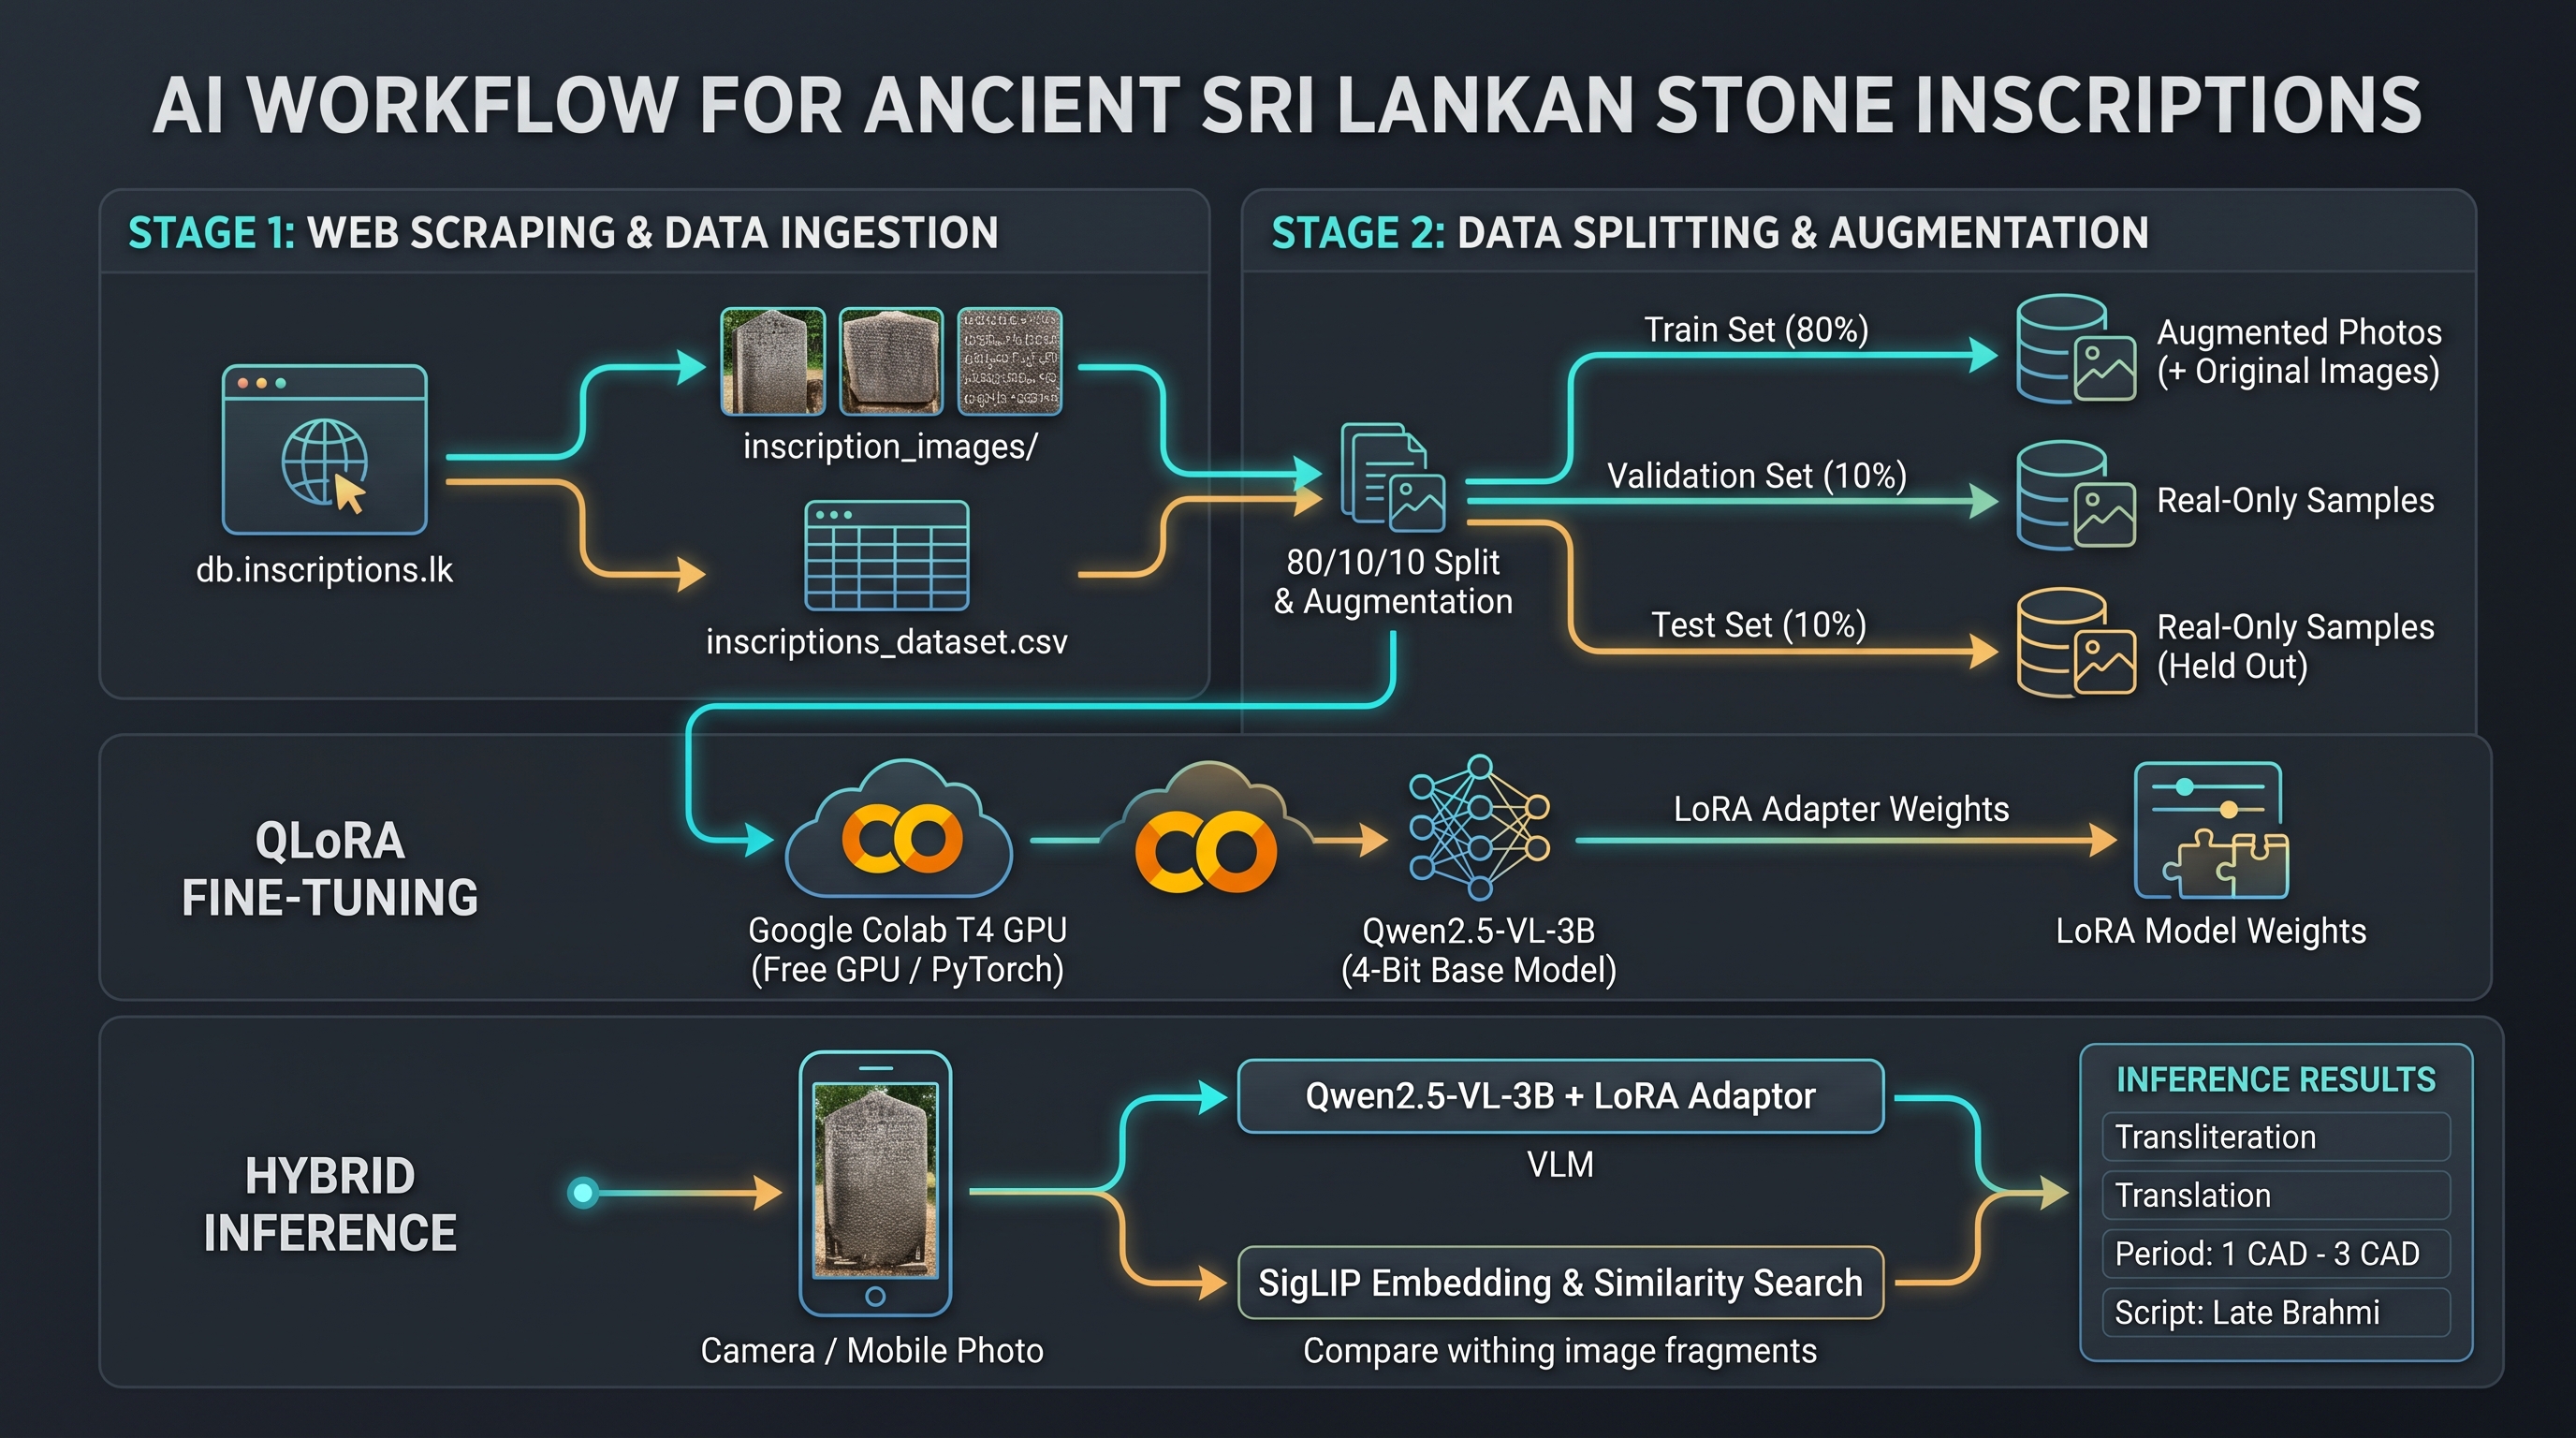 AI WORKFLOW FOR ANCIENT SRI LANKAN STONE INSCRIPTIONS
STAGE 1: WEB SCRAPING & DATA INGESTION
db.inscriptions.lk
inscription_images/
inscriptions_dataset.csv
STAGE 2: DATA SPLITTING & AUGMENTATION
80/10/10 Split
& Augmentation
Train Set (80%)
Augmented Photos
(+ Original Images)
Validation Set (10%)
Real-Only Samples
Test Set (10%)
Real-Only Samples
(Held Out)
QLoRA
FINE-TUNING
Google Colab T4 GPU
(Free GPU / PyTorch)
Qwen2.5-VL-3B
(4-Bit Base Model)
LoRA Adapter Weights
LoRA Model Weights
HYBRID
INFERENCE
Camera / Mobile Photo
Qwen2.5-VL-3B + LoRA Adaptor
VLM
SigLIP Embedding & Similarity Search
Compare withing image fragments
INFERENCE RESULTS
Transliteration
Translation
Period: 1 CAD - 3 CAD
Script: Late Brahmi